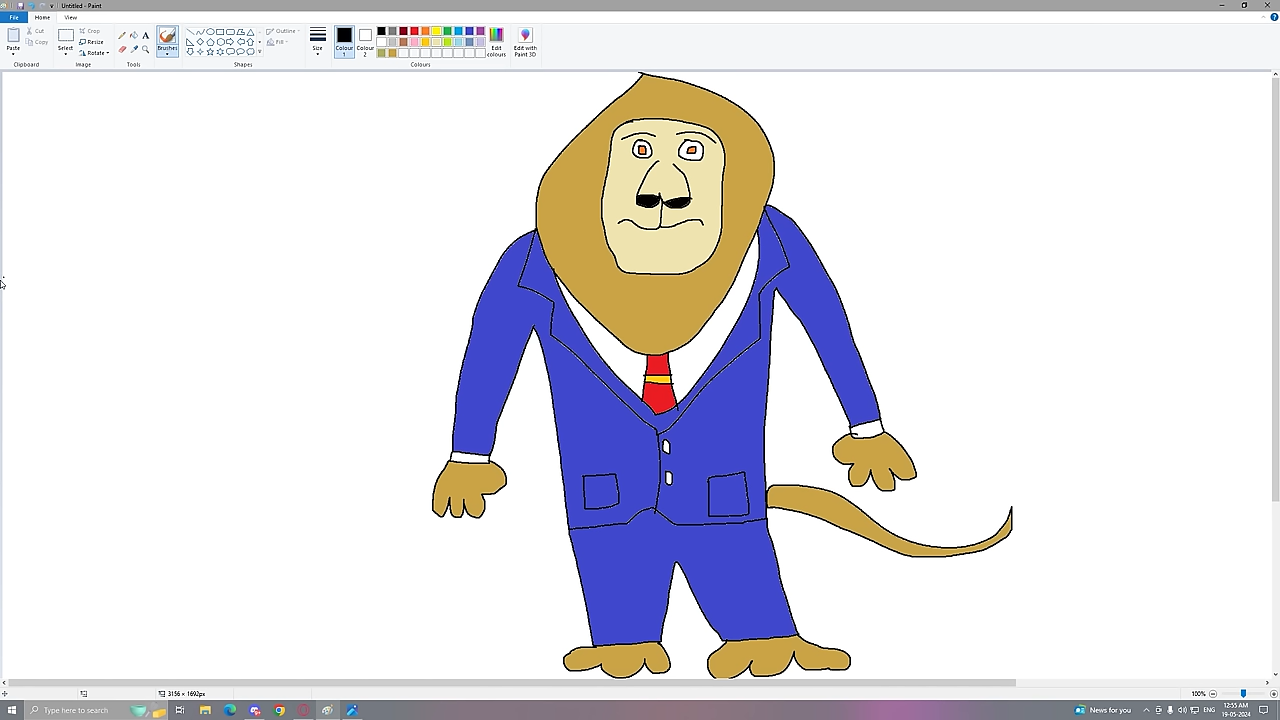 Untitled - Paint
File Home View
Paste Cut Copy
Clipboard
Select Crop Resize Rotate
Image
A
Tools
Brushes
Outline
Fill
Shapes
Size
Colour 1
Colour 2
Edit colours
Edit with Paint 3D
Colours
3156 × 1692px
100%
Type here to search
News for you
ENG
12:55 AM
19-05-2024